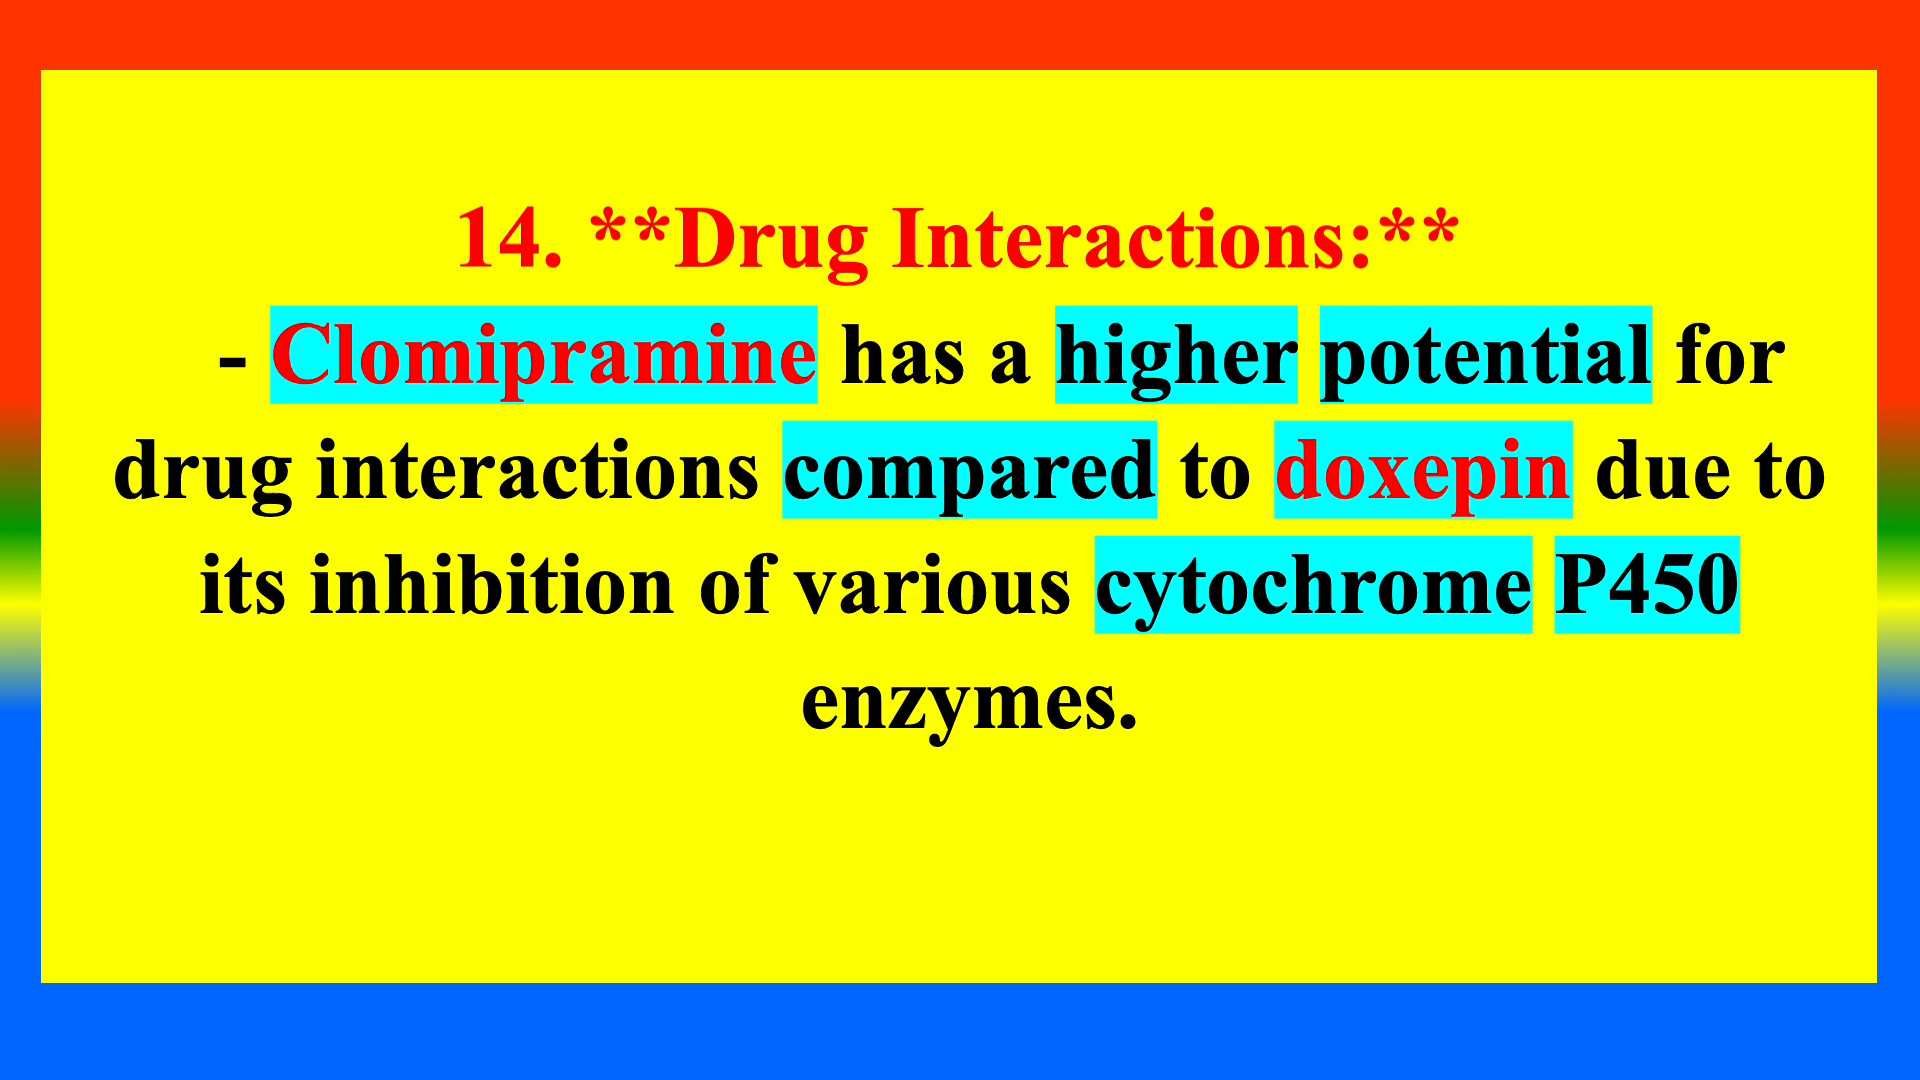 14. **Drug Interactions:**
- Clomipramine has a higher potential for
drug interactions compared to doxepin due to
its inhibition of various cytochrome P450
enzymes.